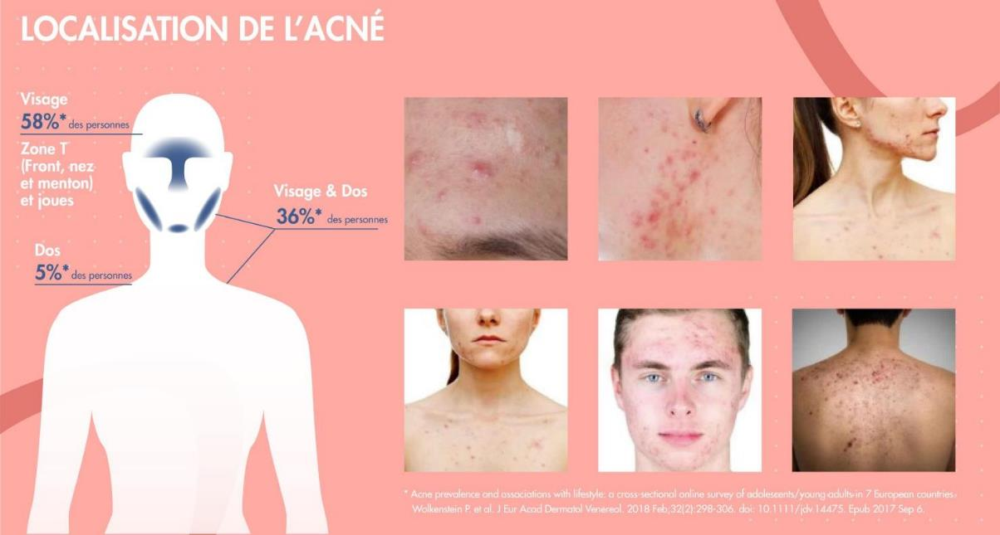 LOCALISATION DE L'ACNÉ
Visage
58%* des personnes
Zone T
(Front, nez
et menton)
et joues
Visage & Dos
36%* des personnes
Dos
5%* des personnes
* Acne prevalence and associations with lifestyle: a cross-sectional online survey of adolescents/young adults in 7 European countries.
Wolkenstein P. et al. J Eur Acad Dermatol Venereol. 2018 Feb;32(2):298-306. doi: 10.1111/jdv.14475. Epub 2017 Sep 6.